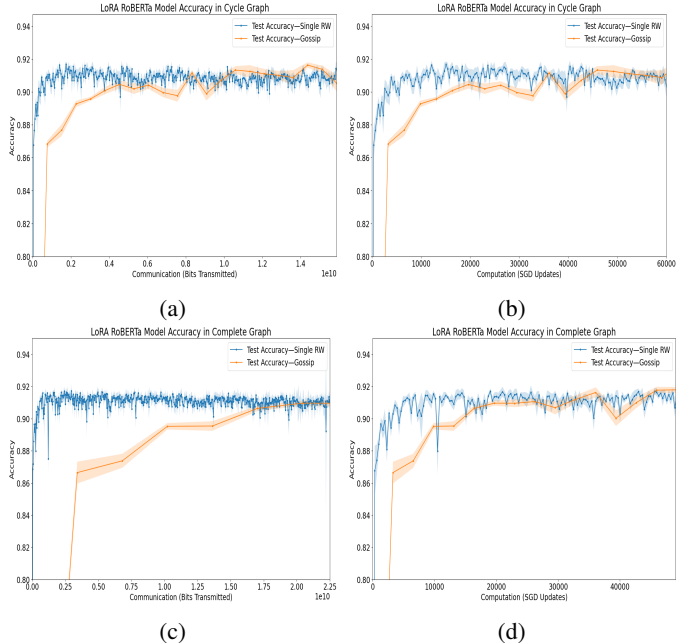 LoRA RoBERTa Model Accuracy in Cycle Graph
Test Accuracy—Single RW
Test Accuracy—Gossip
0.94
0.92
0.90
0.88
0.86
0.84
0.82
0.80
Accuracy
0.0 0.2 0.4 0.6 0.8 1.0 1.2 1.4
1e10
Communication (Bits Transmitted)
(a)
LoRA RoBERTa Model Accuracy in Cycle Graph
Test Accuracy—Single RW
Test Accuracy—Gossip
0.94
0.92
0.90
0.88
0.86
0.84
0.82
0.80
Accuracy
0 10000 20000 30000 40000 50000 60000
Computation (SGD Updates)
(b)
LoRA RoBERTa Model Accuracy in Complete Graph
Test Accuracy—Single RW
Test Accuracy—Gossip
0.94
0.92
0.90
0.88
0.86
0.84
0.82
0.80
Accuracy
0.0 0.25 0.50 0.75 1.00 1.25 1.50 1.75 2.0 2.25
1e10
Communication (Bits Transmitted)
(c)
LoRA RoBERTa Model Accuracy in Complete Graph
Test Accuracy—Single RW
Test Accuracy—Gossip
0.94
0.92
0.90
0.88
0.86
0.84
0.82
0.80
Accuracy
0 10000 20000 30000 40000
Computation (SGD Updates)
(d)